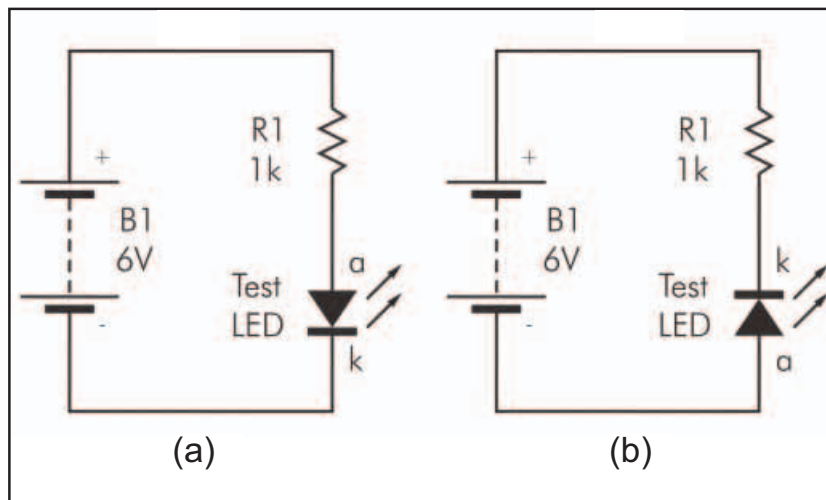 +
R1
1k
B1
6V
a
Test
LED
-
k
(a)
+
R1
1k
B1
6V
k
Test
LED
-
a
(b)